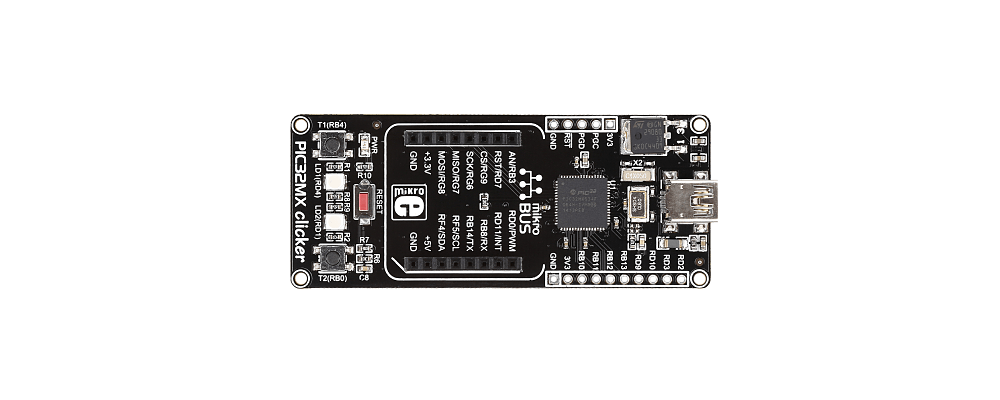 PIC32MX clicker
T1(RB4)
PWR
R1
R10
LD1(RD4)
R8
R9
RESET
LD2(RD1)
R2
R7
R6
T2(RB0)
C8
GND
+3.3V
MOSI/RG8
MISO/RG7
SCK/RG6
CS/RG9
RST/RD7
AN/RB3
mikro
e
mikro
BUS
GND
+5V
RF4/SDA
RF5/SCL
RB14/TX
RB8/RX
RD11/INT
RD0/PWM
GND
RST
PGD
PGC
3V3
X2
GND
3V3
RB10
RB11
RB12
RB13
RD9
RD10
RD3
RD2